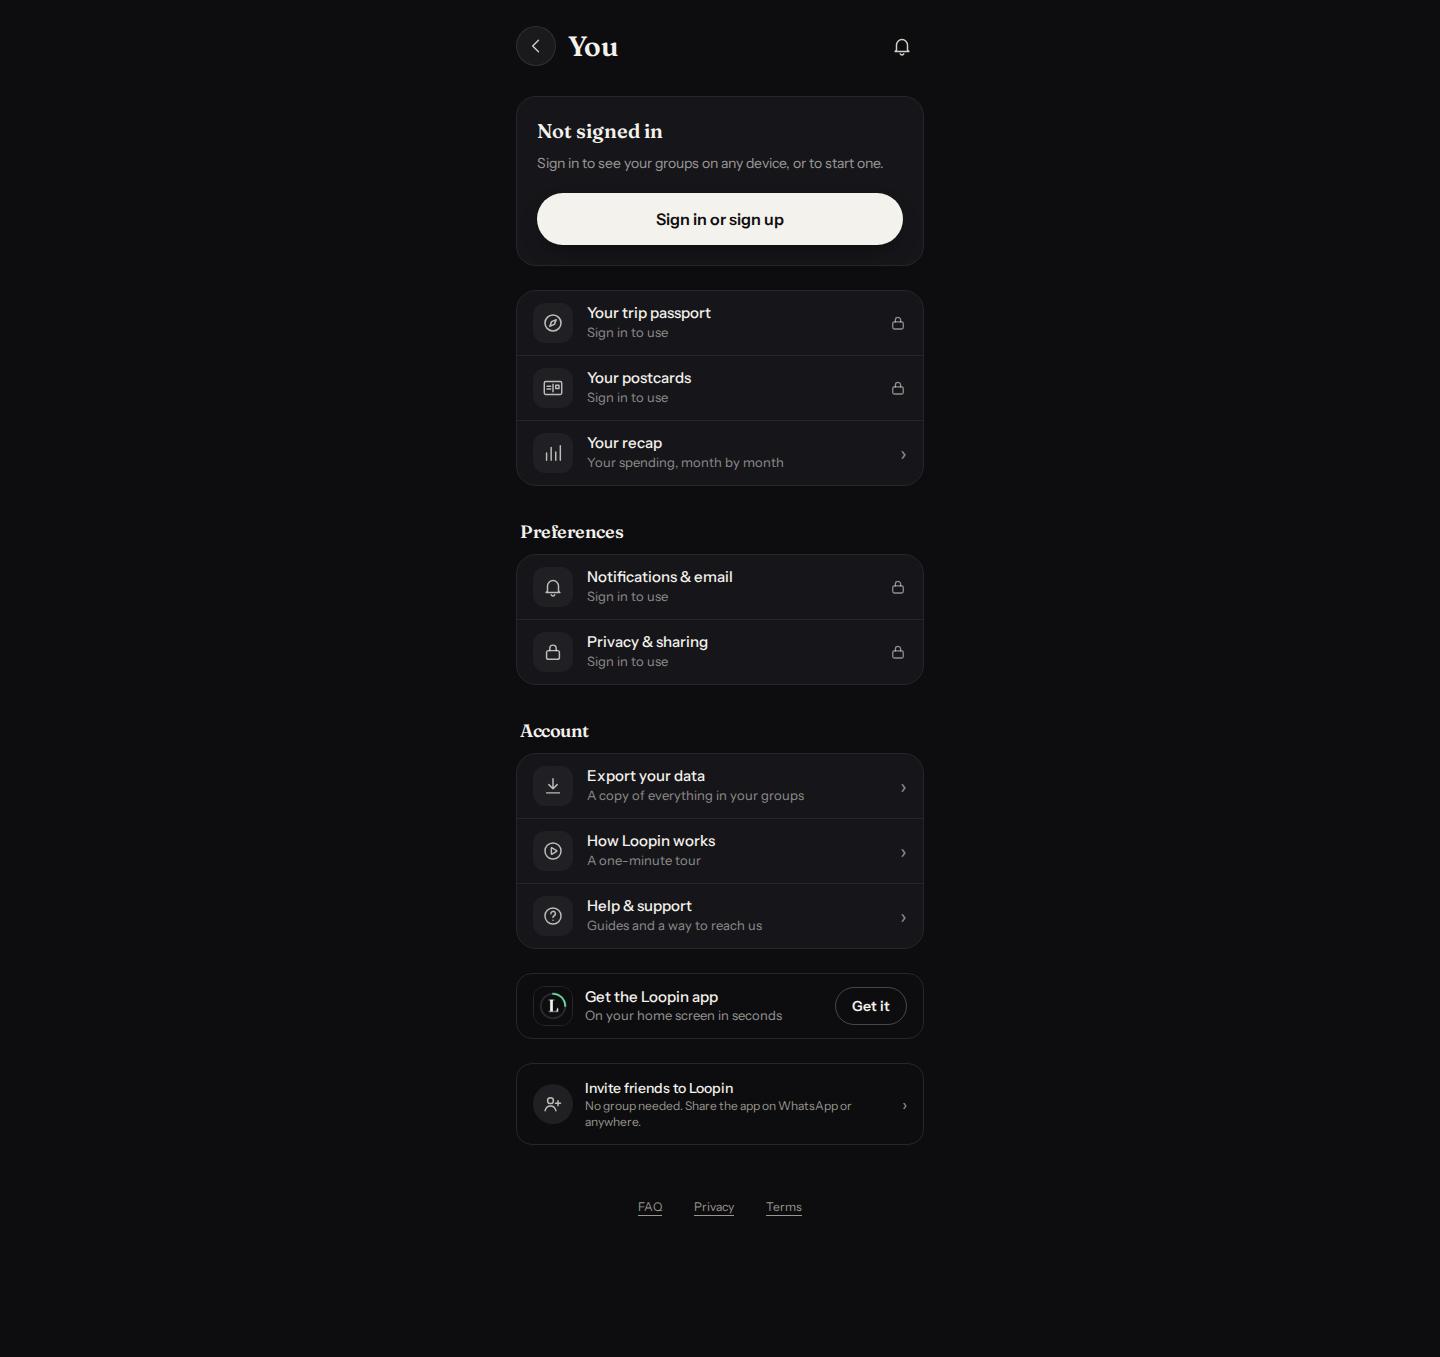 You
Not signed in
Sign in to see your groups on any device, or to start one.
Sign in or sign up
Your trip passport
Sign in to use
Your postcards
Sign in to use
Your recap
Your spending, month by month
Preferences
Notifications & email
Sign in to use
Privacy & sharing
Sign in to use
Account
Export your data
A copy of everything in your groups
How Loopin works
A one-minute tour
Help & support
Guides and a way to reach us
L
Get the Loopin app
On your home screen in seconds
Get it
Invite friends to Loopin
No group needed. Share the app on WhatsApp or
anywhere.
FAQ Privacy Terms